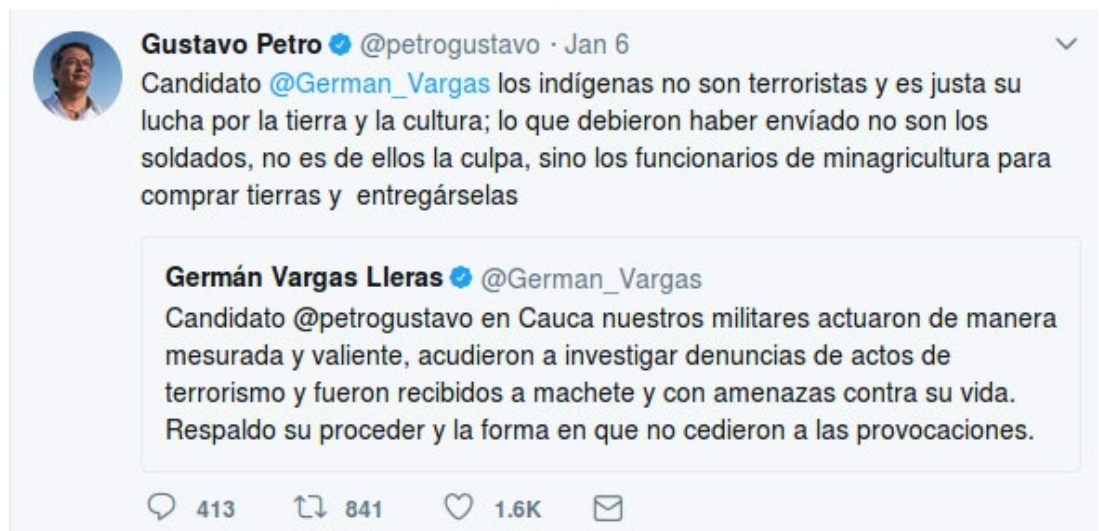 Gustavo Petro @petrogustavo · Jan 6
Candidato @German_Vargas los indígenas no son terroristas y es justa su
lucha por la tierra y la cultura; lo que debieron haber envíado no son los
soldados, no es de ellos la culpa, sino los funcionarios de minagricultura para
comprar tierras y entregárselas
Germán Vargas Lleras @German_Vargas
Candidato @petrogustavo en Cauca nuestros militares actuaron de manera
mesurada y valiente, acudieron a investigar denuncias de actos de
terrorismo y fueron recibidos a machete y con amenazas contra su vida.
Respaldo su proceder y la forma en que no cedieron a las provocaciones.
413 841 1.6K